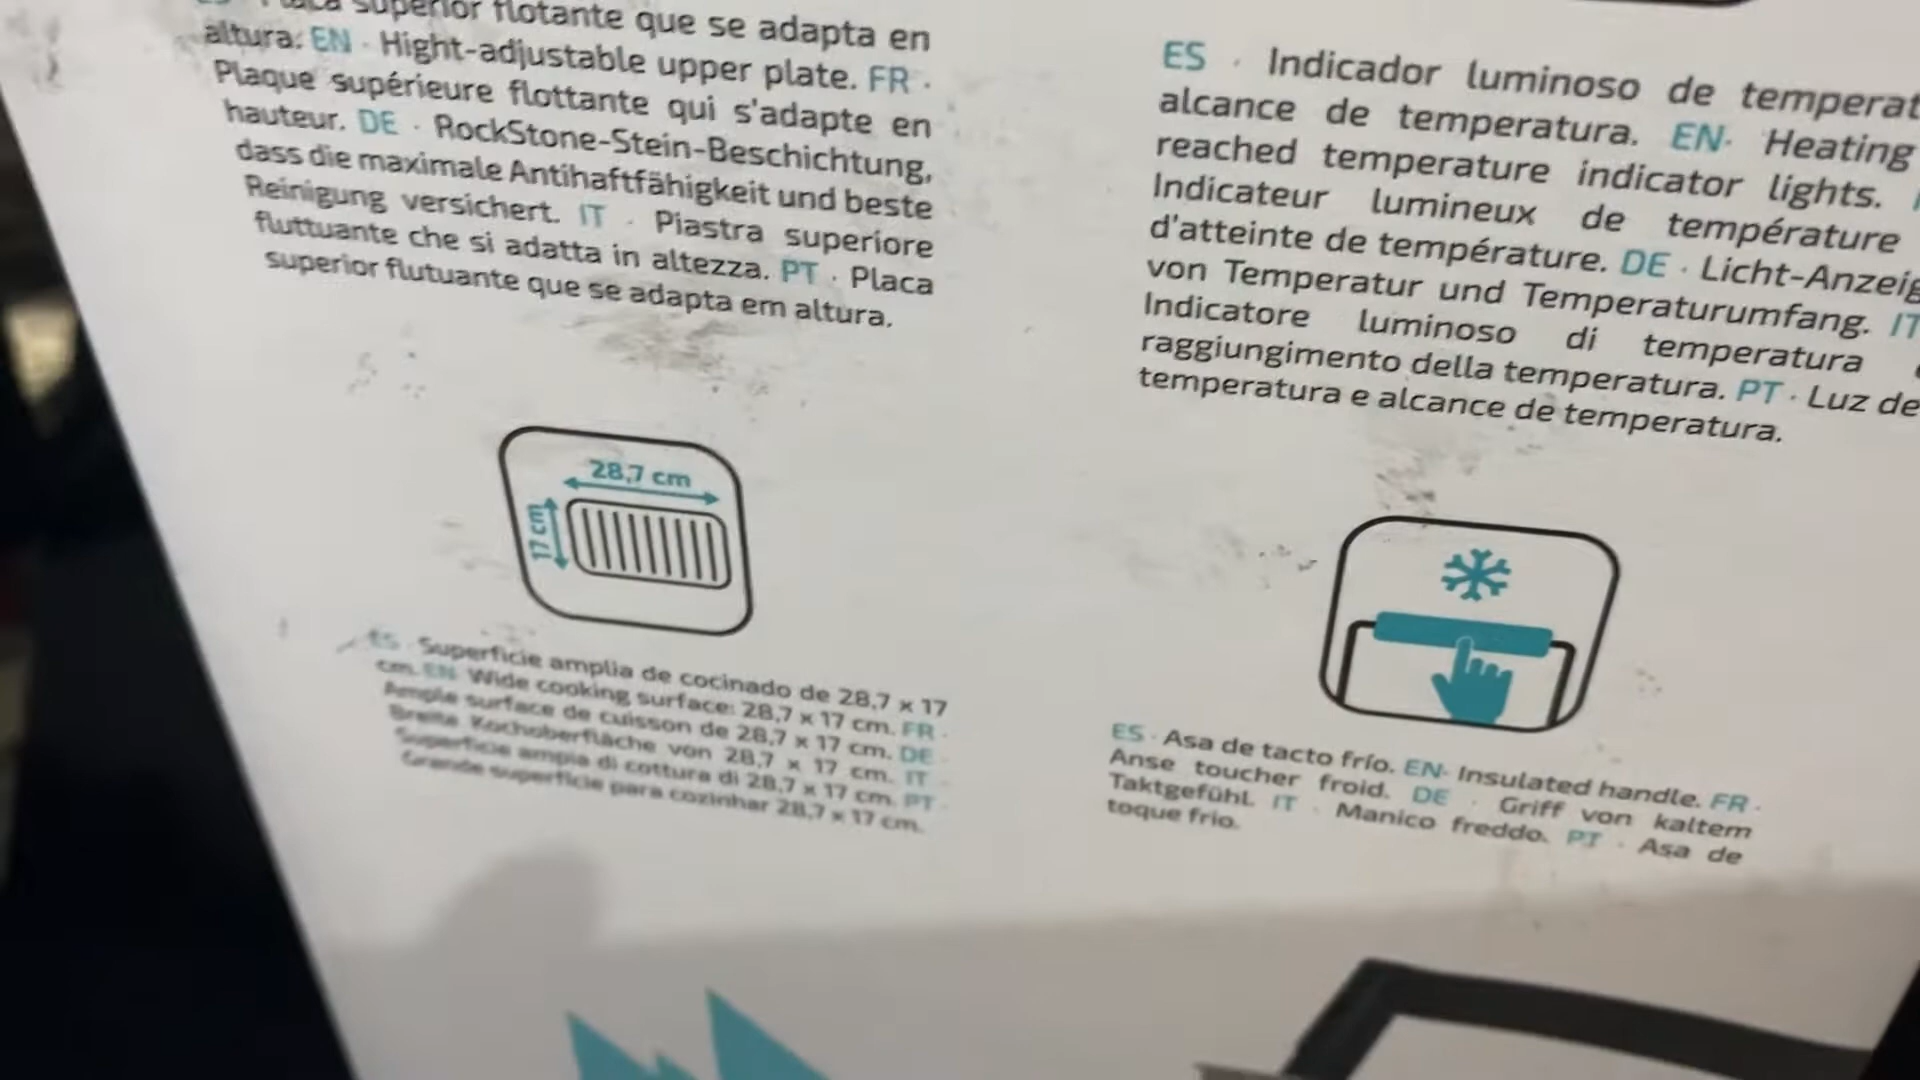 Placa superior flotante que se adapta en
altura. EN · Hight-adjustable upper plate. FR ·
Plaque supérieure flottante qui s'adapte en
hauteur. DE · RockStone-Stein-Beschichtung,
dass die maximale Antihaftfähigkeit und beste
Reinigung versichert. IT · Piastra superiore
fluttuante che si adatta in altezza. PT · Placa
superior flutuante que se adapta em altura.
28,7 cm
17 cm
ES · Superficie amplia de cocinado de 28,7 x 17
cm. EN · Wide cooking surface: 28,7 x 17 cm. FR ·
Ample surface de cuisson de 28,7 x 17 cm. DE ·
Breite Kochoberfläche von 28,7 x 17 cm. IT ·
Superficie ampia di cottura di 28,7 x 17 cm. PT ·
Grande superfície para cozinhar 28,7 x 17 cm.
ES · Indicador luminoso de
alcance de temperatura. EN· Heating
reached temperature indicator lights.
Indicateur lumineux de température
d'atteinte de température. DE · Licht-Anzeig
von Temperatur und Temperaturumfang. IT
Indicatore luminoso di temperatura
raggiungimento della temperatura. PT · Luz de
temperatura e alcance de temperatura.
ES · Asa de tacto frío. EN· Insulated handle. FR ·
Anse toucher froid. DE · Griff von kaltem
Taktgefühl. IT · Manico freddo. PT · Asa de
toque frio.